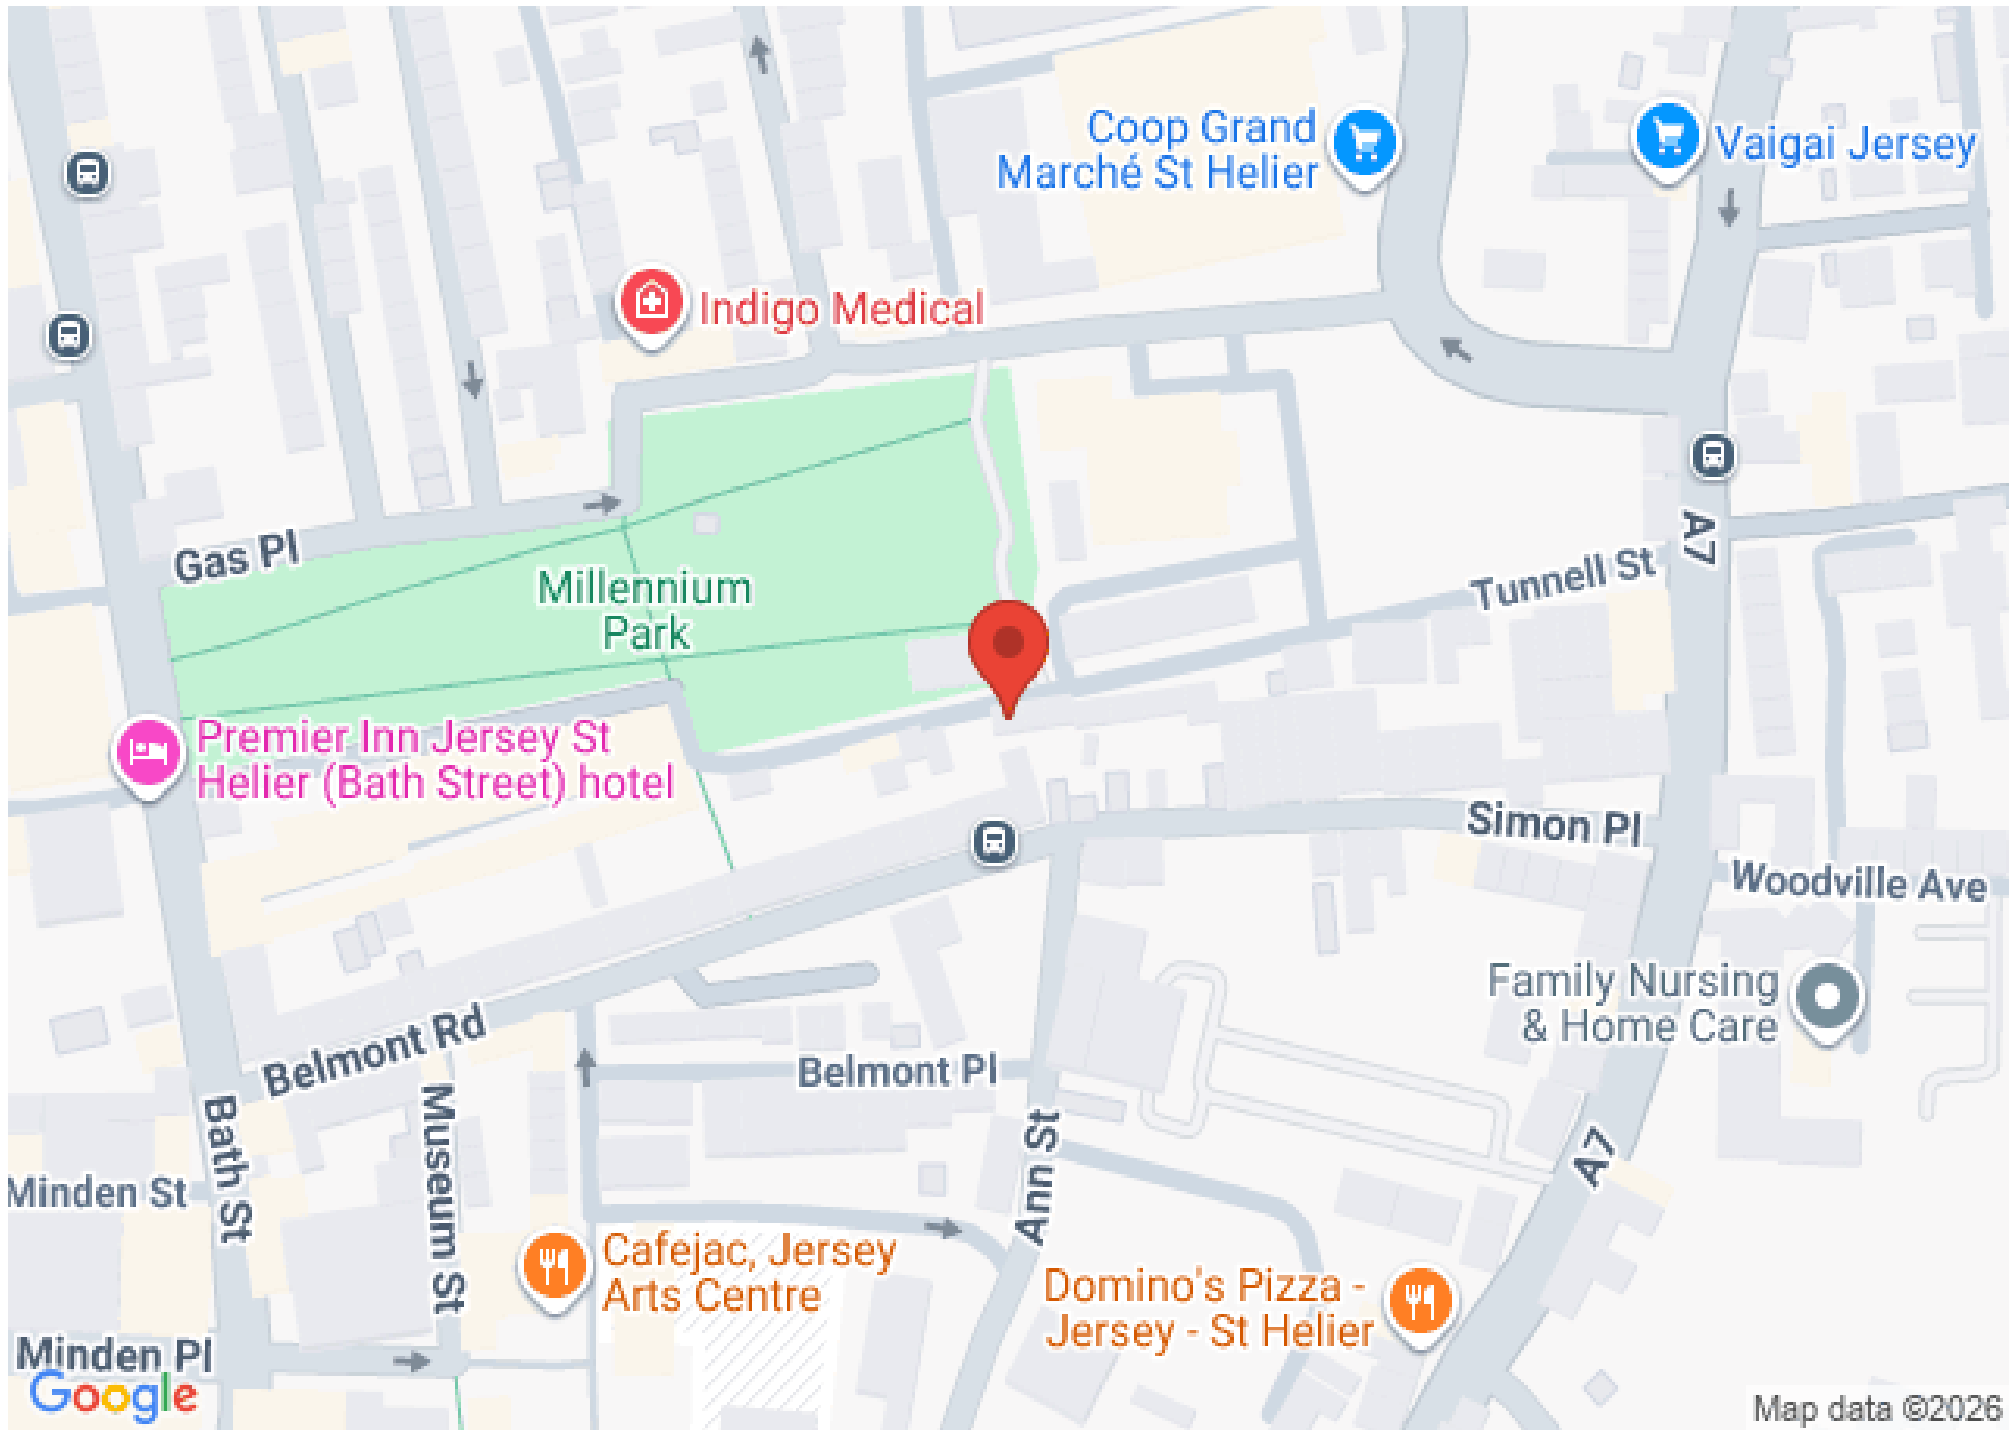 Coop Grand
Marché St Helier
Vaigai Jersey
Indigo Medical
A7
Gas Pl
Tunnell St
Millennium
Park
Premier Inn Jersey St
Helier (Bath Street) hotel
Simon Pl
Woodville Ave
Family Nursing
& Home Care
Belmont Rd
Belmont Pl
Bath St
Museum St
Ann St
A7
Minden St
Cafejac, Jersey
Arts Centre
Domino's Pizza -
Jersey - St Helier
Minden Pl
Google
Map data ©2026